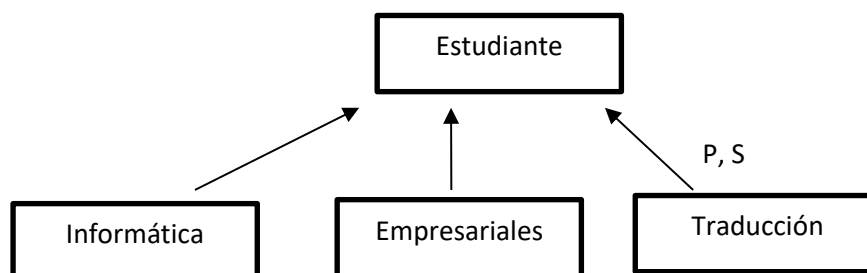 Estudiante
P, S
Informática
Empresariales
Traducción